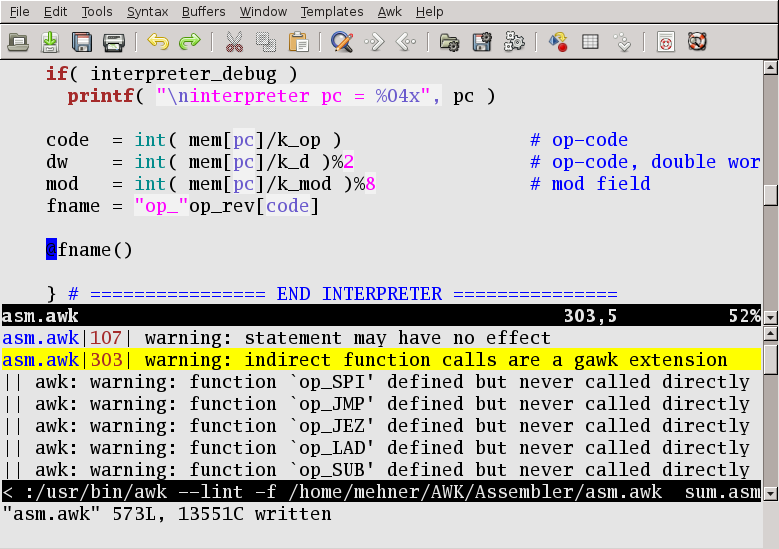 File Edit Tools Syntax Buffers Window Templates Awk Help
if( interpreter_debug )
printf( "\ninterpreter pc = %04x", pc )
code = int( mem[pc]/k_op ) # op-code
dw = int( mem[pc]/k_d )%2 # op-code, double wor
mod = int( mem[pc]/k_mod )%8 # mod field
fname = "op_"op_rev[code]
@fname()
} # ================ END INTERPRETER ===============
asm.awk 303,5 52%
asm.awk|107| warning: statement may have no effect
asm.awk|303| warning: indirect function calls are a gawk extension
|| awk: warning: function `op_SPI' defined but never called directly
|| awk: warning: function `op_JMP' defined but never called directly
|| awk: warning: function `op_JEZ' defined but never called directly
|| awk: warning: function `op_LAD' defined but never called directly
|| awk: warning: function `op_SUB' defined but never called directly
< :/usr/bin/awk --lint -f /home/mehner/AWK/Assembler/asm.awk sum.asm
"asm.awk" 573L, 13551C written